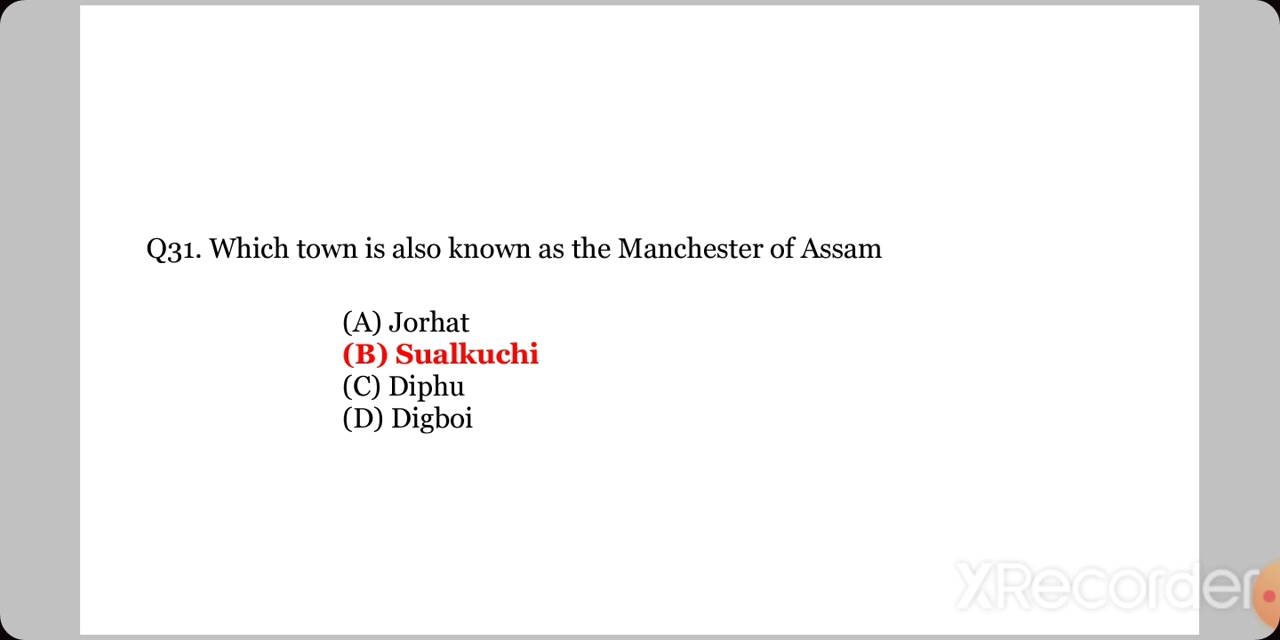 Q31. Which town is also known as the Manchester of Assam
(A) Jorhat
(B) Sualkuchi
(C) Diphu
(D) Digboi
XRecorder